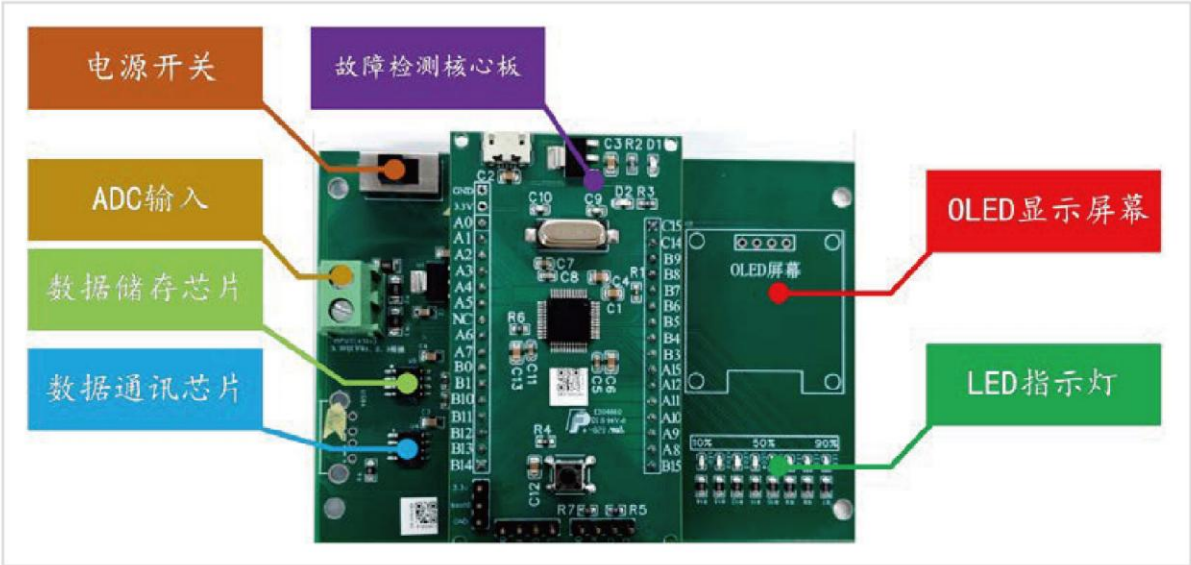 电源开关
故障检测核心板
ADC输入
数据储存芯片
数据通讯芯片
OLED显示屏幕
LED指示灯
C3 R2 D1
C2
D2 R3
C10
C9
GND
3.3V
A0
A1
A2
A3
A4
A5
NC
A6
A7
B0
B1
B10
B11
B12
B13
B14
C7
C8
R1
C4
C1
R6
C13
C11
C5
C6
R4
C12
R7
R5
C15
C14
B9
B8
B7
B6
B5
B4
B3
A15
A12
A11
A10
A9
A8
B15
OLED屏幕
10% 50% 90%
3.3v
GND